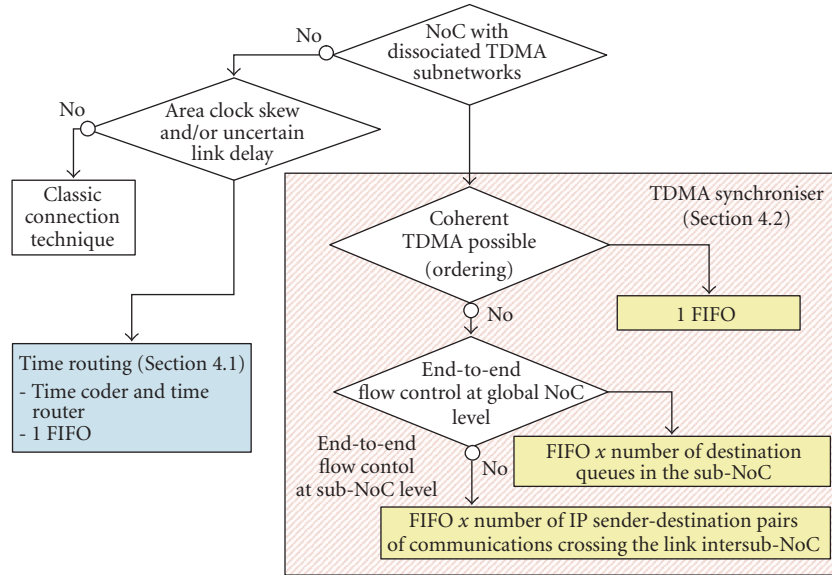 NoC with
dissociated TDMA
subnetworks
No
Area clock skew
and/or uncertain
link delay
No
Classic
connection
technique
TDMA synchroniser
(Section 4.2)
Coherent
TDMA possible
(ordering)
1 FIFO
No
Time routing (Section 4.1)
- Time coder and time
router
- 1 FIFO
End-to-end
flow control at global NoC
level
End-to-end
flow contol
at sub-NoC level
No
FIFO x number of destination
queues in the sub-NoC
FIFO x number of IP sender-destination pairs
of communications crossing the link intersub-NoC